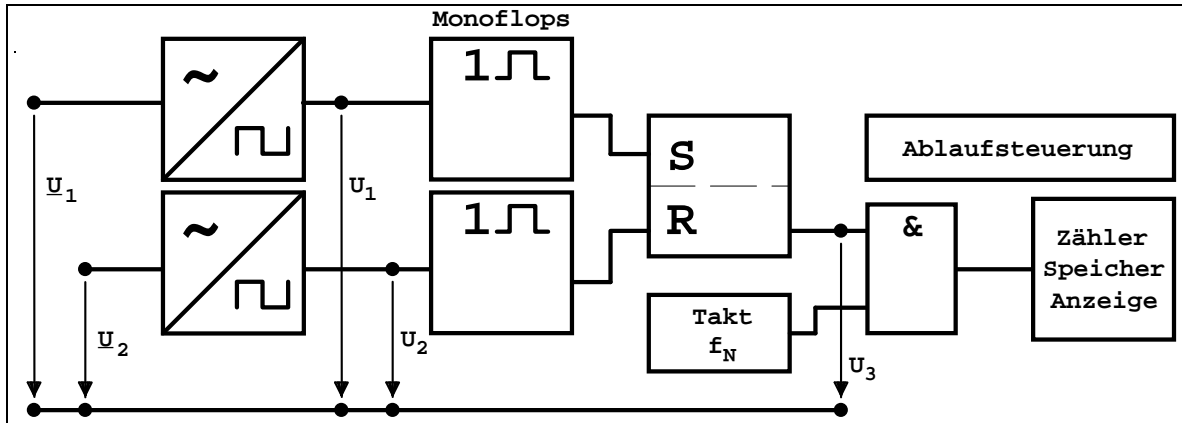 Monoflops
~
1
S
R
Ablaufsteuerung
U1
U1
~
1
&
Zähler
Speicher
Anzeige
U2
U2
Takt
fN
U3